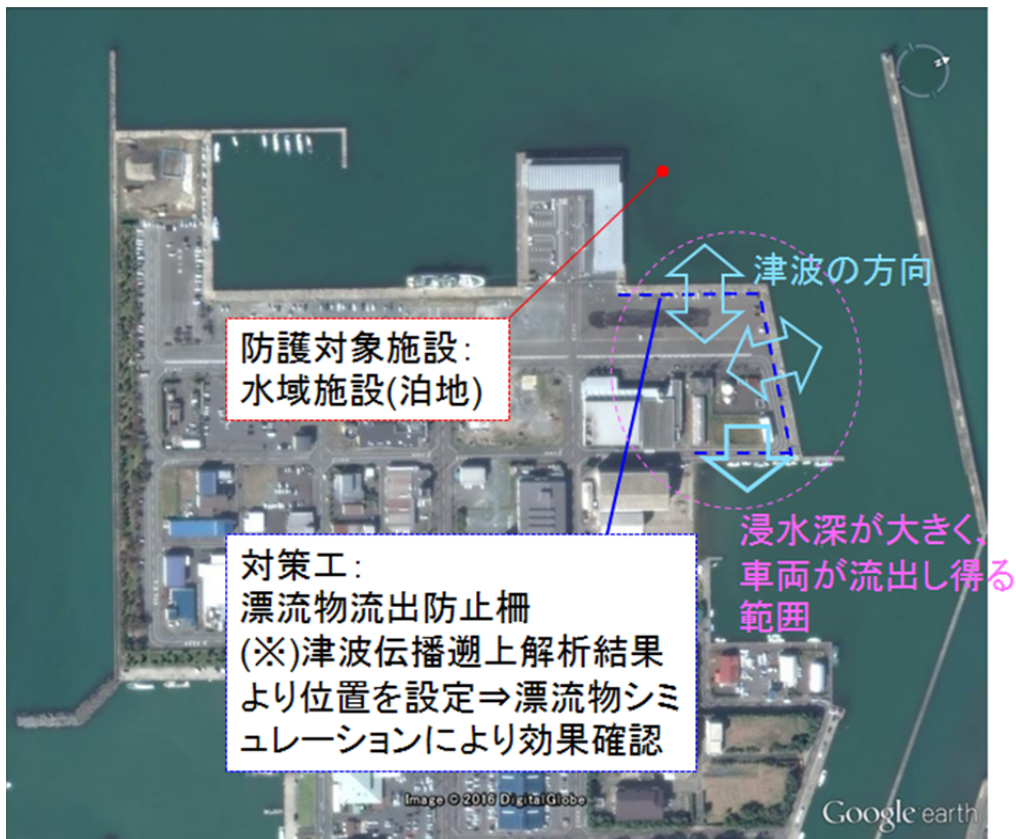 N
津波の方向
防護対象施設:
水域施設(泊地)
浸水深が大きく、
車両が流出し得る
範囲
対策工:
漂流物流出防止柵
(※)津波伝播遡上解析結果
より位置を設定⇒漂流物シミ
ュレーションにより効果確認
Image © 2016 DigitalGlobe
Google earth